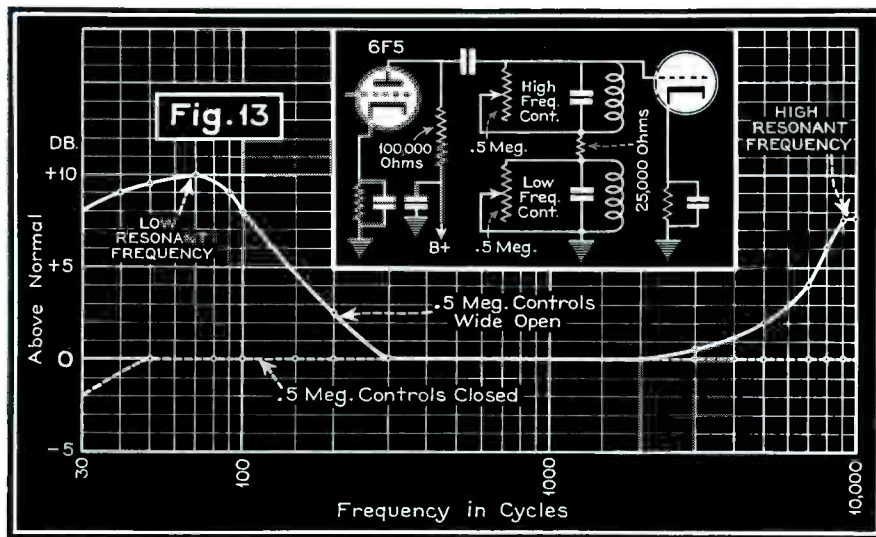 Fig.13
6F5
100,000
Ohms
B+
.5 Meg.
High
Freq.
Cont.
Low
Freq.
Cont.
.5 Meg.
25,000 Ohms
HIGH
RESONANT
FREQUENCY
DB.
+10
+5
0
-5
Above Normal
LOW
RESONANT
FREQUENCY
.5 Meg. Controls
Wide Open
.5 Meg. Controls Closed
30
100
1000
10,000
Frequency in Cycles